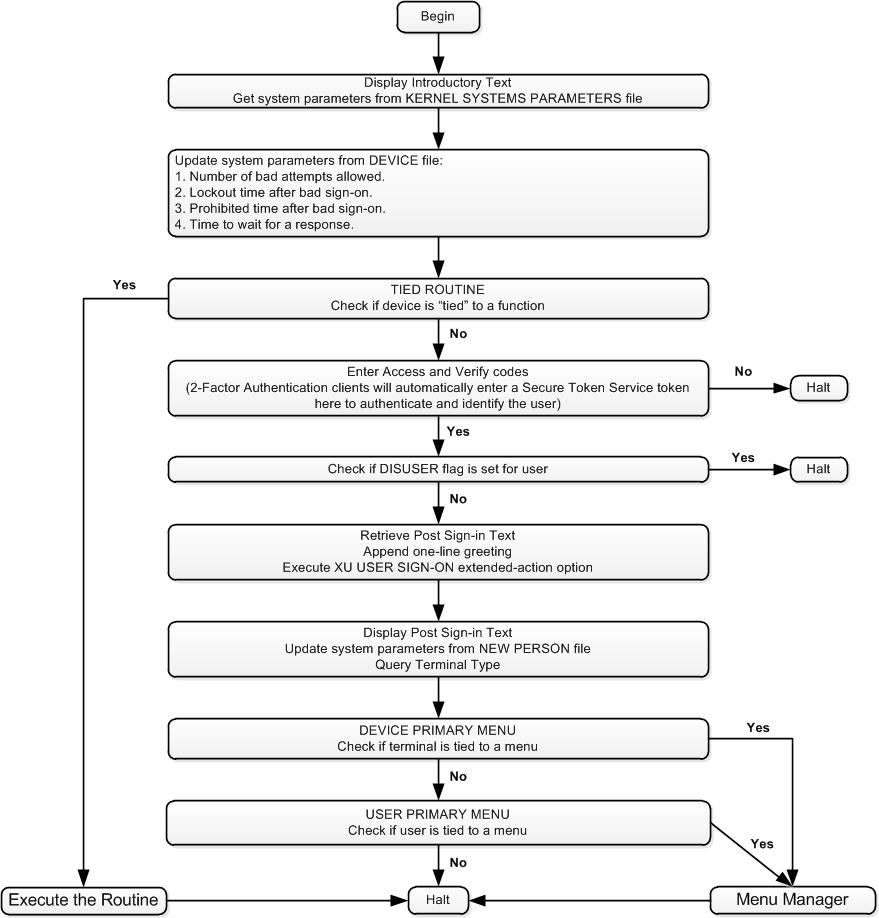 Begin
Display Introductory Text
Get system parameters from KERNEL SYSTEMS PARAMETERS file
Update system parameters from DEVICE file:
1. Number of bad attempts allowed.
2. Lockout time after bad sign-on.
3. Prohibited time after bad sign-on.
4. Time to wait for a response.
Yes
TIED ROUTINE
Check if device is “tied” to a function
No
Enter Access and Verify codes
(2-Factor Authentication clients will automatically enter a Secure Token Service token
here to authenticate and identify the user)
No
Halt
Yes
Check if DISUSER flag is set for user
Yes
Halt
No
Retrieve Post Sign-in Text
Append one-line greeting
Execute XU USER SIGN-ON extended-action option
Display Post Sign-in Text
Update system parameters from NEW PERSON file
Query Terminal Type
DEVICE PRIMARY MENU
Check if terminal is tied to a menu
Yes
No
USER PRIMARY MENU
Check if user is tied to a menu
Yes
No
Execute the Routine
Halt
Menu Manager